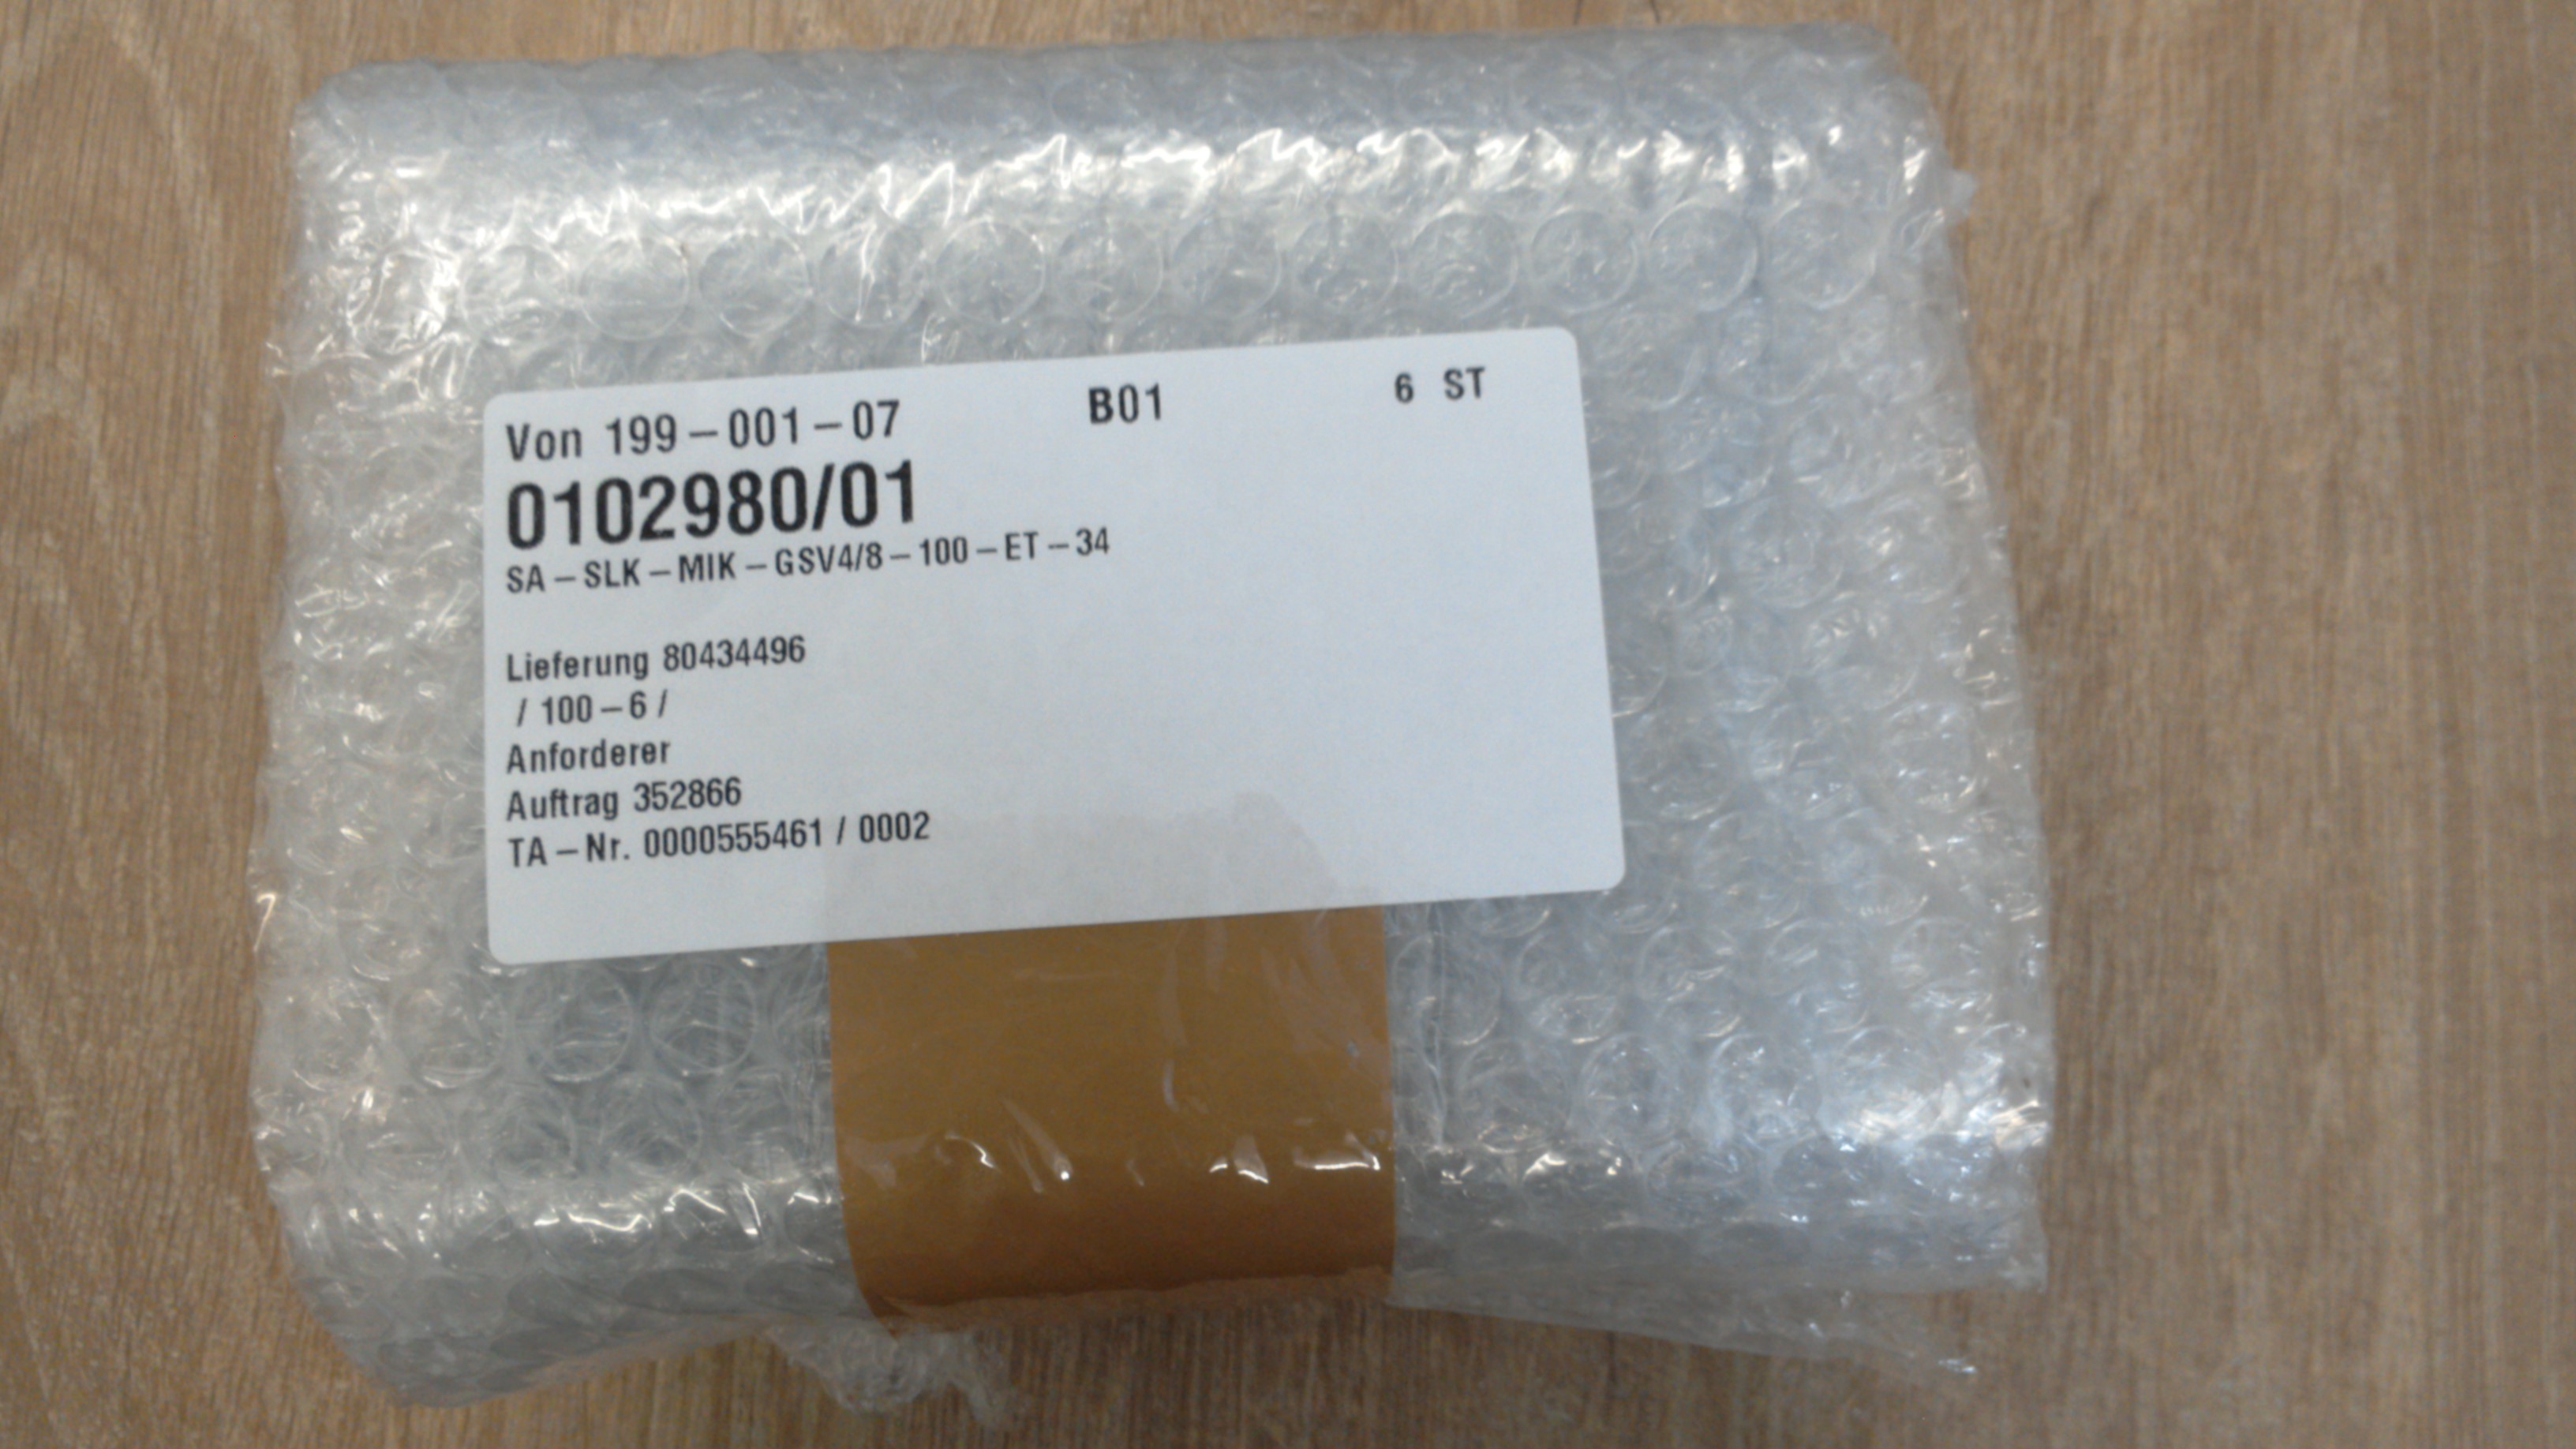 Von 199-001-07 B01 6 ST
0102980/01
SA-SLK-MIK-GSV4/8-100-ET-34
Lieferung 80434496
/ 100-6 /
Anforderer
Auftrag 352866
TA-Nr. 0000555461 / 0002